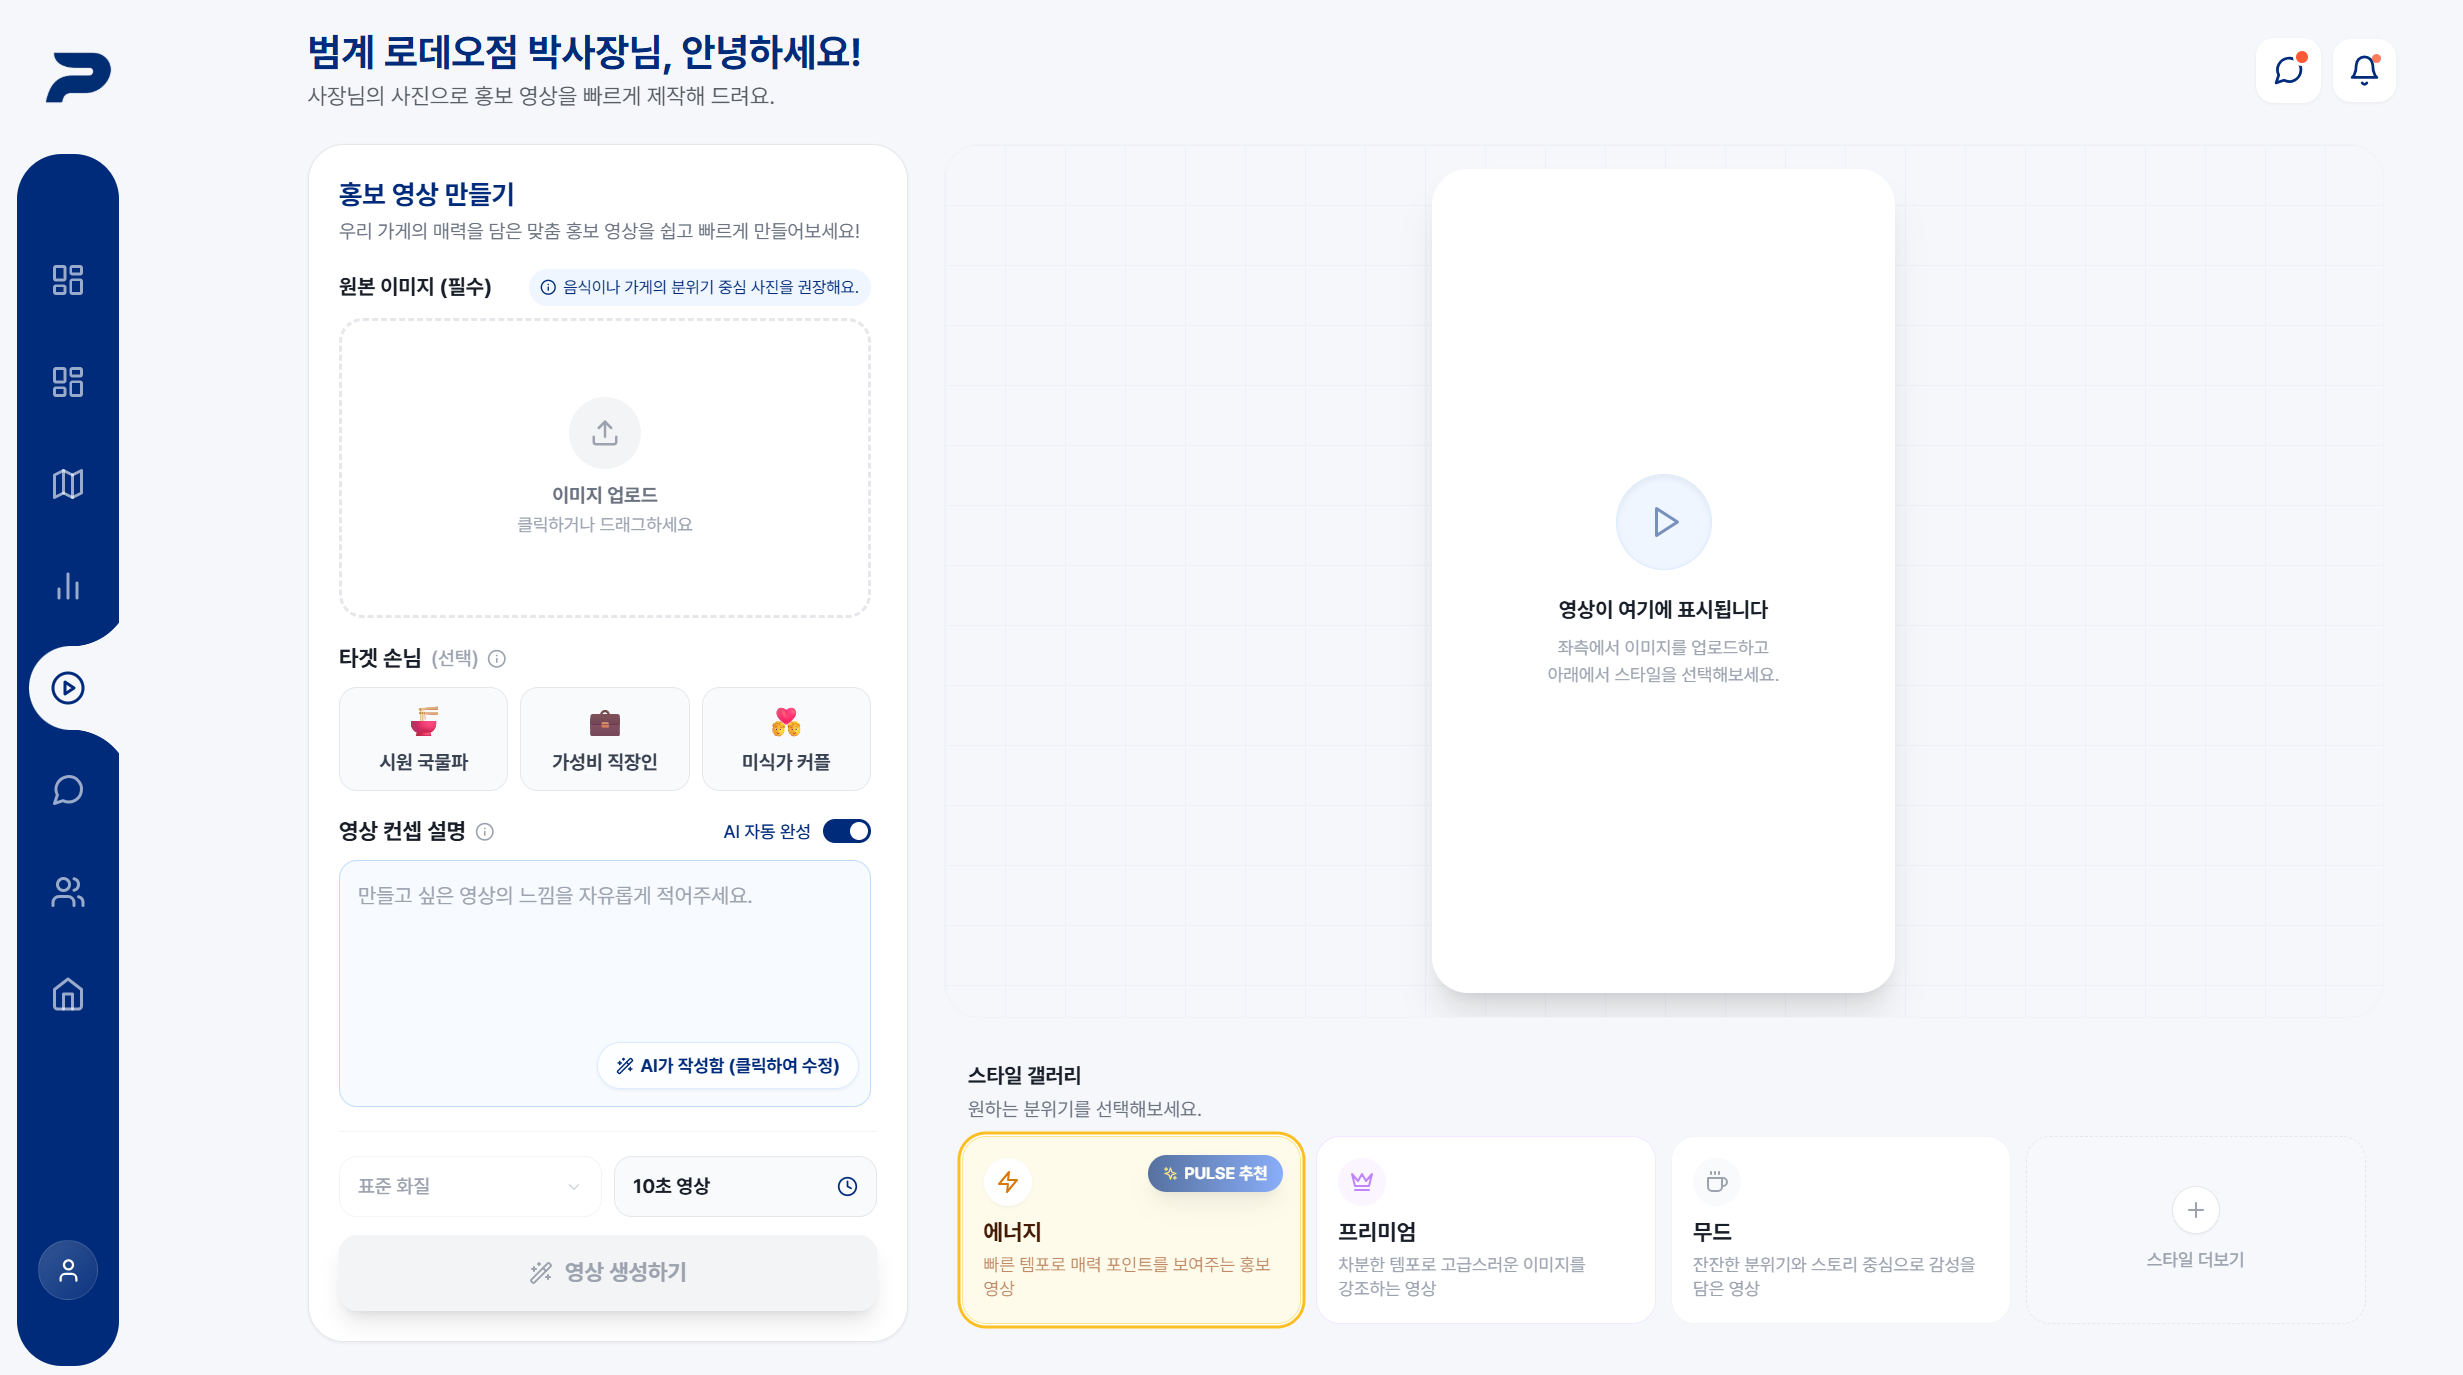 범계 로데오점 박사장님, 안녕하세요!
사장님의 사진으로 홍보 영상을 빠르게 제작해 드려요.
홍보 영상 만들기
우리 가게의 매력을 담은 맞춤 홍보 영상을 쉽고 빠르게 만들어보세요!
원본 이미지 (필수)
음식이나 가게의 분위기 중심 사진을 권장해요.
이미지 업로드
클릭하거나 드래그하세요
타겟 손님 (선택)
시원 국물파
가성비 직장인
미식가 커플
영상 컨셉 설명
AI 자동 완성
만들고 싶은 영상의 느낌을 자유롭게 적어주세요.
AI가 작성함 (클릭하여 수정)
표준 화질
10초 영상
영상 생성하기
영상이 여기에 표시됩니다
좌측에서 이미지를 업로드하고
아래에서 스타일을 선택해보세요.
스타일 갤러리
원하는 분위기를 선택해보세요.
PULSE 추천
에너지
빠른 템포로 매력 포인트를 보여주는 홍보
영상
프리미엄
차분한 템포로 고급스러운 이미지를
강조하는 영상
무드
잔잔한 분위기와 스토리 중심으로 감성을
담은 영상
스타일 더보기